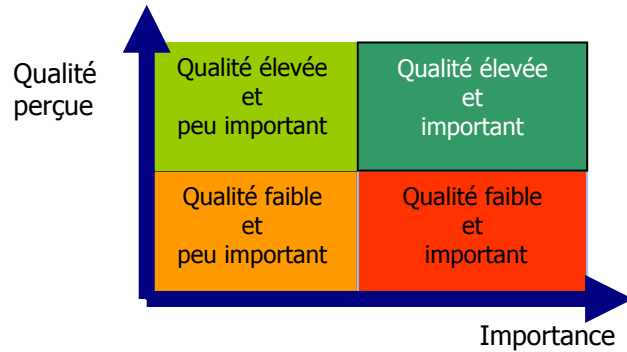 Qualité
perçue
Qualité élevée
et
peu important
Qualité élevée
et
important
Qualité faible
et
peu important
Qualité faible
et
important
Importance